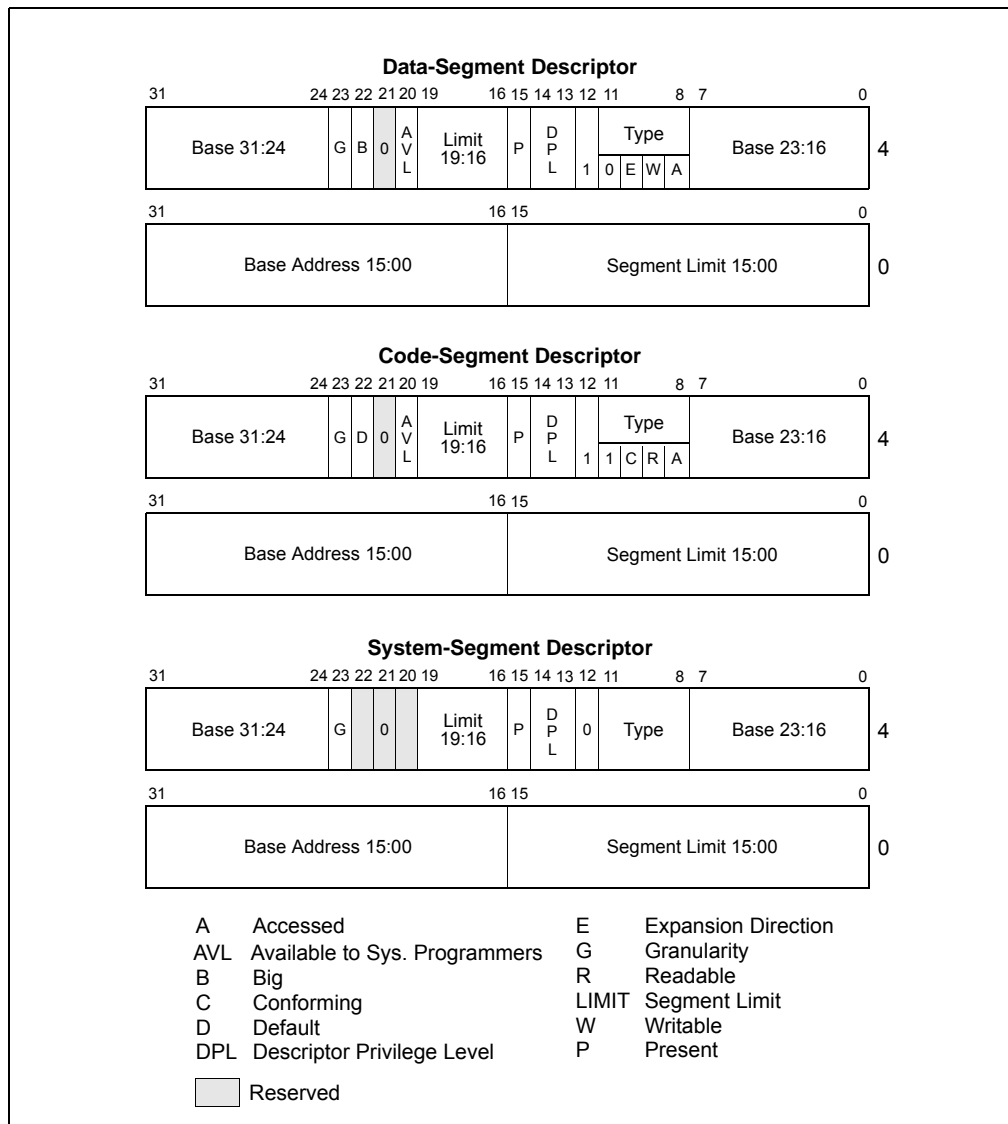 Data-Segment Descriptor
31 24 23 22 21 20 19 16 15 14 13 12 11 8 7 0
Base 31:24 G B 0 AVL Limit 19:16 P DPL 1 Type 0 E W A Base 23:16 4
31 16 15 0
Base Address 15:00 Segment Limit 15:00 0
Code-Segment Descriptor
31 24 23 22 21 20 19 16 15 14 13 12 11 8 7 0
Base 31:24 G D 0 AVL Limit 19:16 P DPL 1 Type 1 C R A Base 23:16 4
31 16 15 0
Base Address 15:00 Segment Limit 15:00 0
System-Segment Descriptor
31 24 23 22 21 20 19 16 15 14 13 12 11 8 7 0
Base 31:24 G 0 Limit 19:16 P DPL 0 Type Base 23:16 4
31 16 15 0
Base Address 15:00 Segment Limit 15:00 0
A Accessed
AVL Available to Sys. Programmers
B Big
C Conforming
D Default
DPL Descriptor Privilege Level
E Expansion Direction
G Granularity
R Readable
LIMIT Segment Limit
W Writable
P Present
Reserved